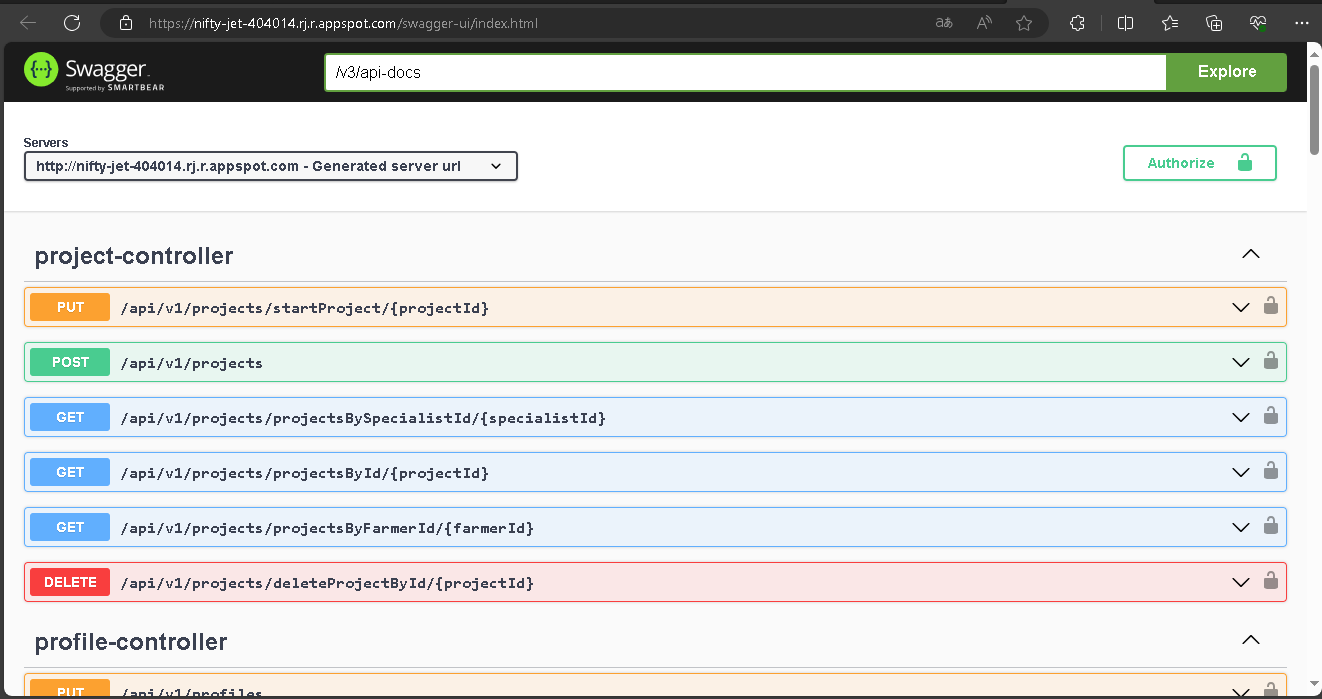 https://nifty-jet-404014.rj.r.appspot.com/swagger-ui/index.html
Swagger
Supported by SMARTBEAR
/v3/api-docs
Explore
Servers
http://nifty-jet-404014.rj.r.appspot.com - Generated server url
Authorize
project-controller
PUT /api/v1/projects/startProject/{projectId}
POST /api/v1/projects
GET /api/v1/projects/projectsBySpecialistId/{specialistId}
GET /api/v1/projects/projectsById/{projectId}
GET /api/v1/projects/projectsByFarmerId/{farmerId}
DELETE /api/v1/projects/deleteProjectById/{projectId}
profile-controller
PUT /api/v1/profiles